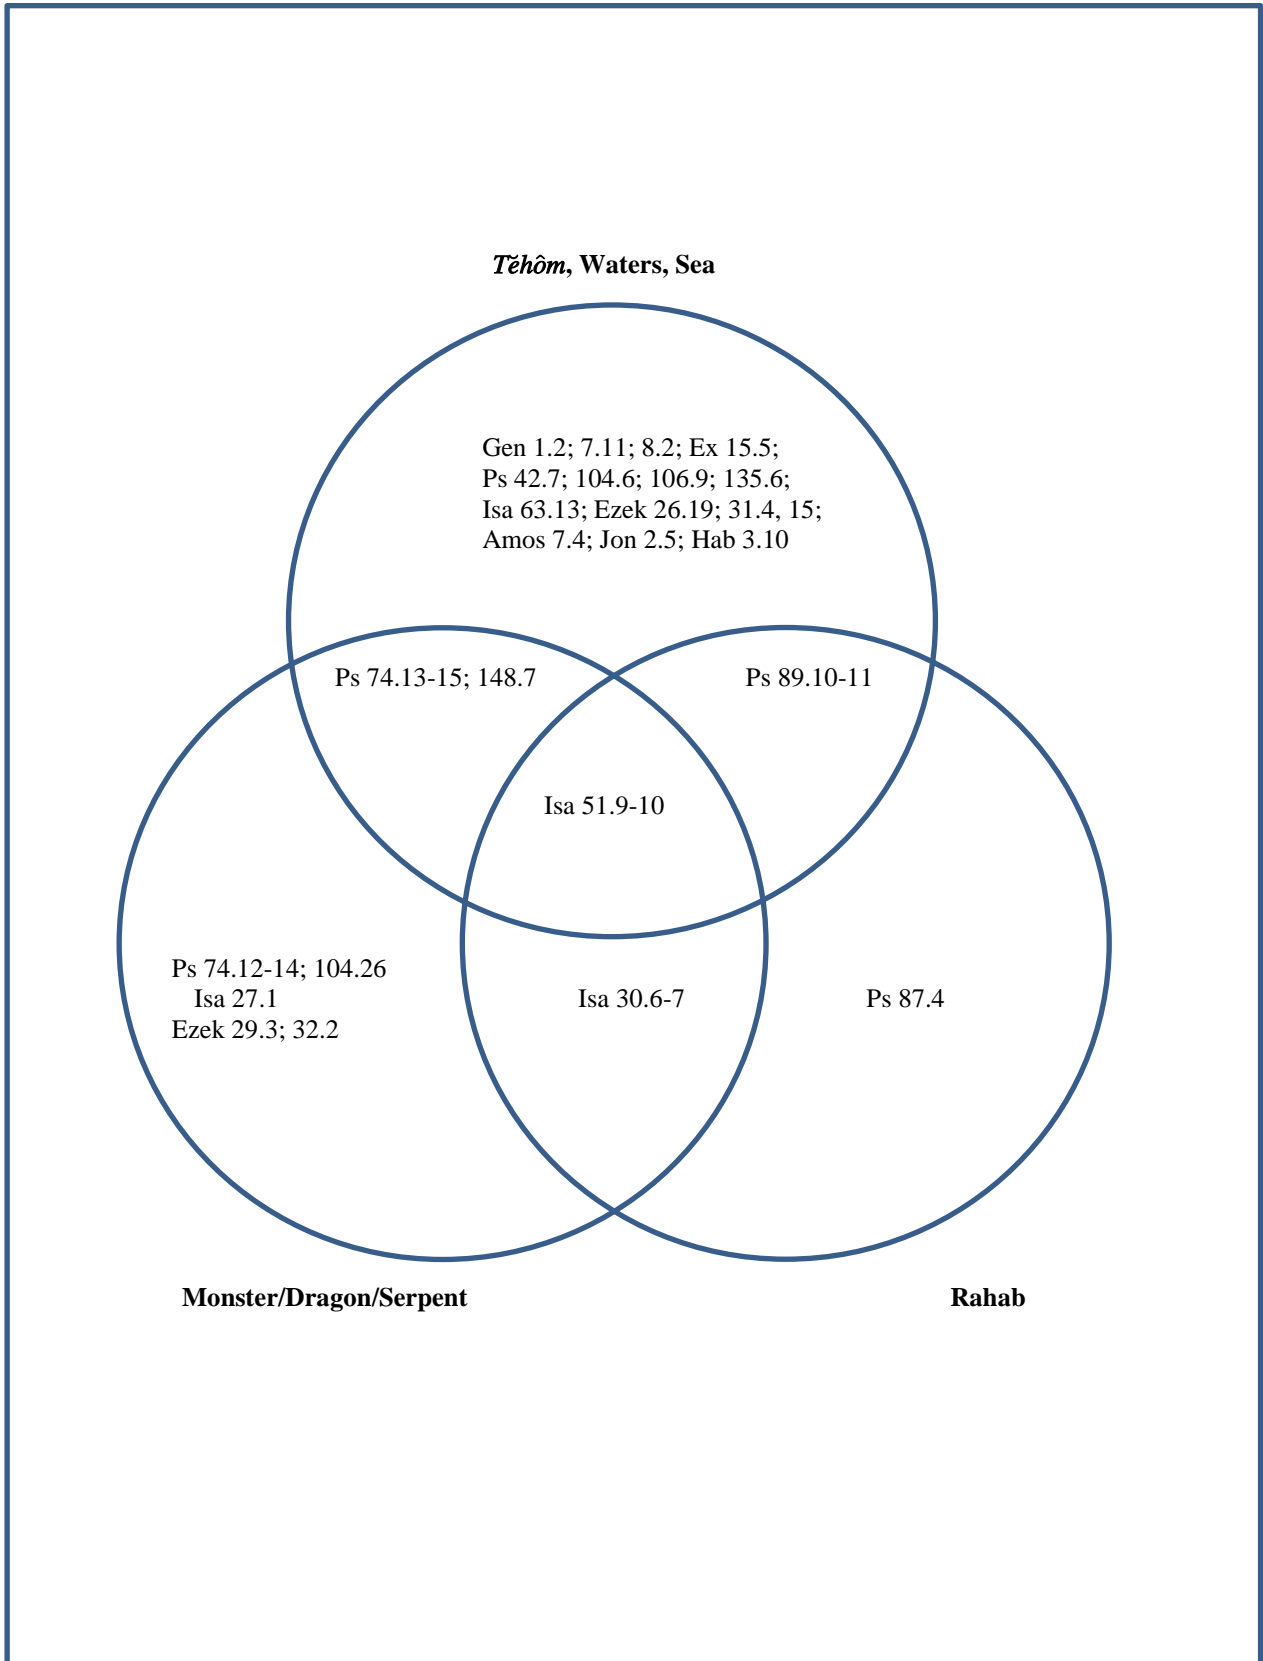 Tĕhôm, Waters, Sea
Gen 1.2; 7.11; 8.2; Ex 15.5;
Ps 42.7; 104.6; 106.9; 135.6;
Isa 63.13; Ezek 26.19; 31.4, 15;
Amos 7.4; Jon 2.5; Hab 3.10
Ps 74.13-15; 148.7
Ps 89.10-11
Isa 51.9-10
Ps 74.12-14; 104.26
Isa 27.1
Ezek 29.3; 32.2
Isa 30.6-7
Ps 87.4
Monster/Dragon/Serpent
Rahab